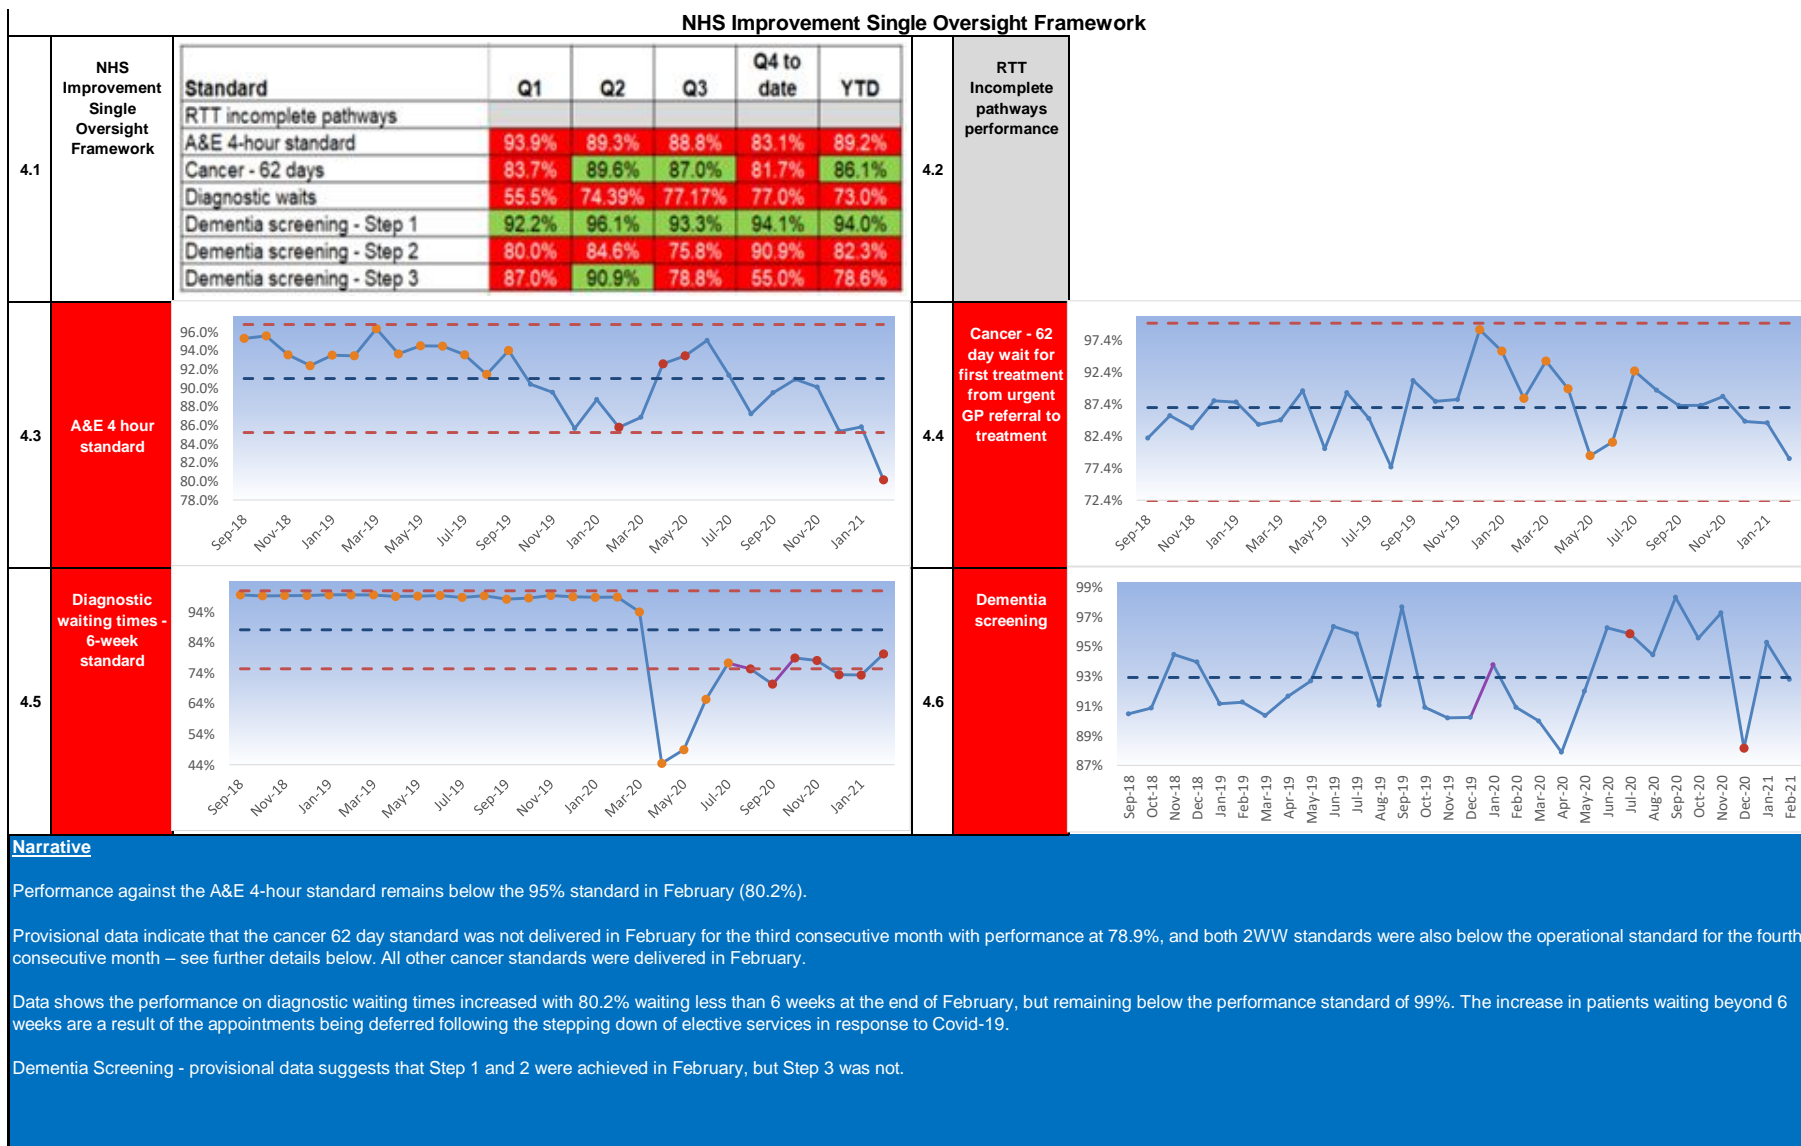 NHS Improvement Single Oversight Framework
4.1
NHS
Improvement
Single
Oversight
Framework
Standard Q1 Q2 Q3 Q4 to date YTD
RTT incomplete pathways
A&E 4-hour standard 93.9% 89.3% 88.8% 83.1% 89.2%
Cancer - 62 days 83.7% 89.6% 87.0% 81.7% 86.1%
Diagnostic waits 55.5% 74.39% 77.17% 77.0% 73.0%
Dementia screening - Step 1 92.2% 96.1% 93.3% 94.1% 94.0%
Dementia screening - Step 2 80.0% 84.6% 75.8% 90.9% 82.3%
Dementia screening - Step 3 87.0% 90.9% 78.8% 55.0% 78.6%
4.2
RTT
Incomplete
pathways
performance
4.3
A&E 4 hour
standard
96.0%
94.0%
92.0%
90.0%
88.0%
86.0%
84.0%
82.0%
80.0%
78.0%
Sep-18 Nov-18 Jan-19 Mar-19 May-19 Jul-19 Sep-19 Nov-19 Jan-20 Mar-20 May-20 Jul-20 Sep-20 Nov-20 Jan-21
4.4
Cancer - 62
day wait for
first treatment
from urgent
GP referral to
treatment
97.4%
92.4%
87.4%
82.4%
77.4%
72.4%
Sep-18 Nov-18 Jan-19 Mar-19 May-19 Jul-19 Sep-19 Nov-19 Jan-20 Mar-20 May-20 Jul-20 Sep-20 Nov-20 Jan-21
4.5
Diagnostic
waiting times -
6-week
standard
94%
84%
74%
64%
54%
44%
Sep-18 Nov-18 Jan-19 Mar-19 May-19 Jul-19 Sep-19 Nov-19 Jan-20 Mar-20 May-20 Jul-20 Sep-20 Nov-20 Jan-21
4.6
Dementia
screening
99%
97%
95%
93%
91%
89%
87%
Sep-18 Oct-18 Nov-18 Dec-18 Jan-19 Feb-19 Mar-19 Apr-19 May-19 Jun-19 Jul-19 Aug-19 Sep-19 Oct-19 Nov-19 Dec-19 Jan-20 Feb-20 Mar-20 Apr-20 May-20 Jun-20 Jul-20 Aug-20 Sep-20 Oct-20 Nov-20 Dec-20 Jan-21 Feb-21
Narrative
Performance against the A&E 4-hour standard remains below the 95% standard in February (80.2%).
Provisional data indicate that the cancer 62 day standard was not delivered in February for the third consecutive month with performance at 78.9%, and both 2WW standards were also below the operational standard for the fourth
consecutive month – see further details below. All other cancer standards were delivered in February.
Data shows the performance on diagnostic waiting times increased with 80.2% waiting less than 6 weeks at the end of February, but remaining below the performance standard of 99%. The increase in patients waiting beyond 6
weeks are a result of the appointments being deferred following the stepping down of elective services in response to Covid-19.
Dementia Screening - provisional data suggests that Step 1 and 2 were achieved in February, but Step 3 was not.